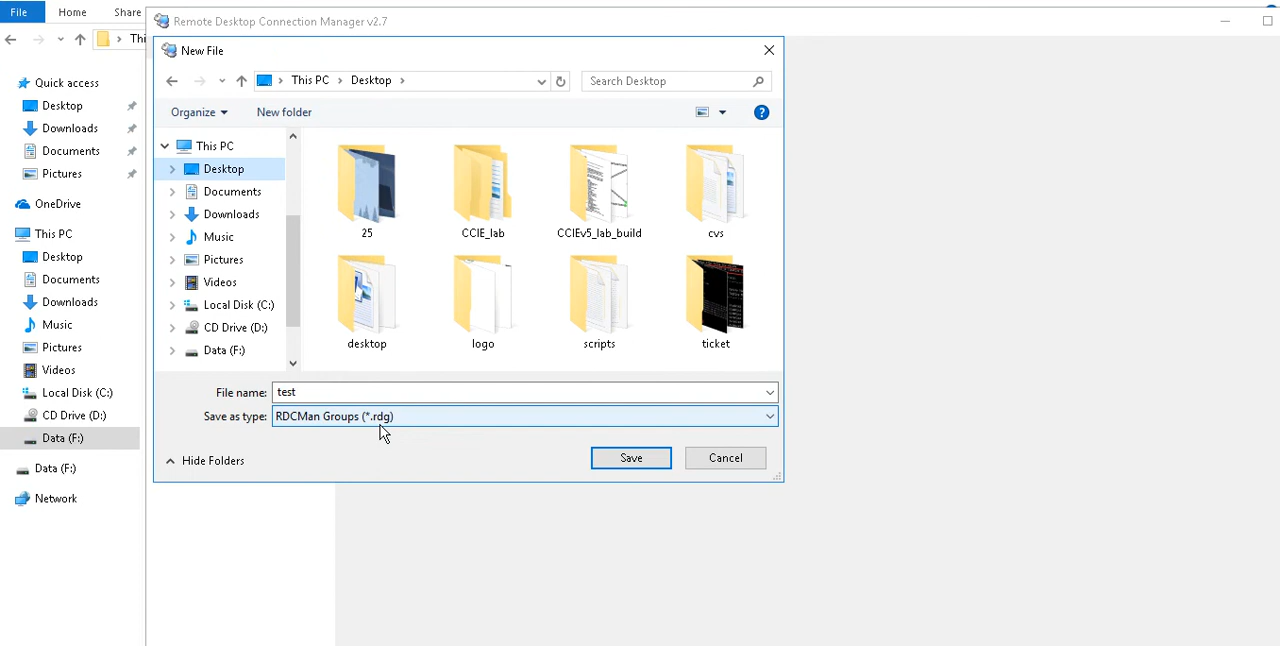 File Home Share
Remote Desktop Connection Manager v2.7
Thi
Quick access
Desktop
Downloads
Documents
Pictures
OneDrive
This PC
Desktop
Documents
Downloads
Music
Pictures
Videos
Local Disk (C:)
CD Drive (D:)
Data (F:)
Data (F:)
Network
New File
This PC Desktop
Search Desktop
Organize New folder
This PC
Desktop
Documents
Downloads
Music
Pictures
Videos
Local Disk (C:)
CD Drive (D:)
Data (F:)
25 CCIE_lab CCIEv5_lab_build cvs
desktop logo scripts ticket
File name: test
Save as type: RDCMan Groups (*.rdg)
Hide Folders Save Cancel